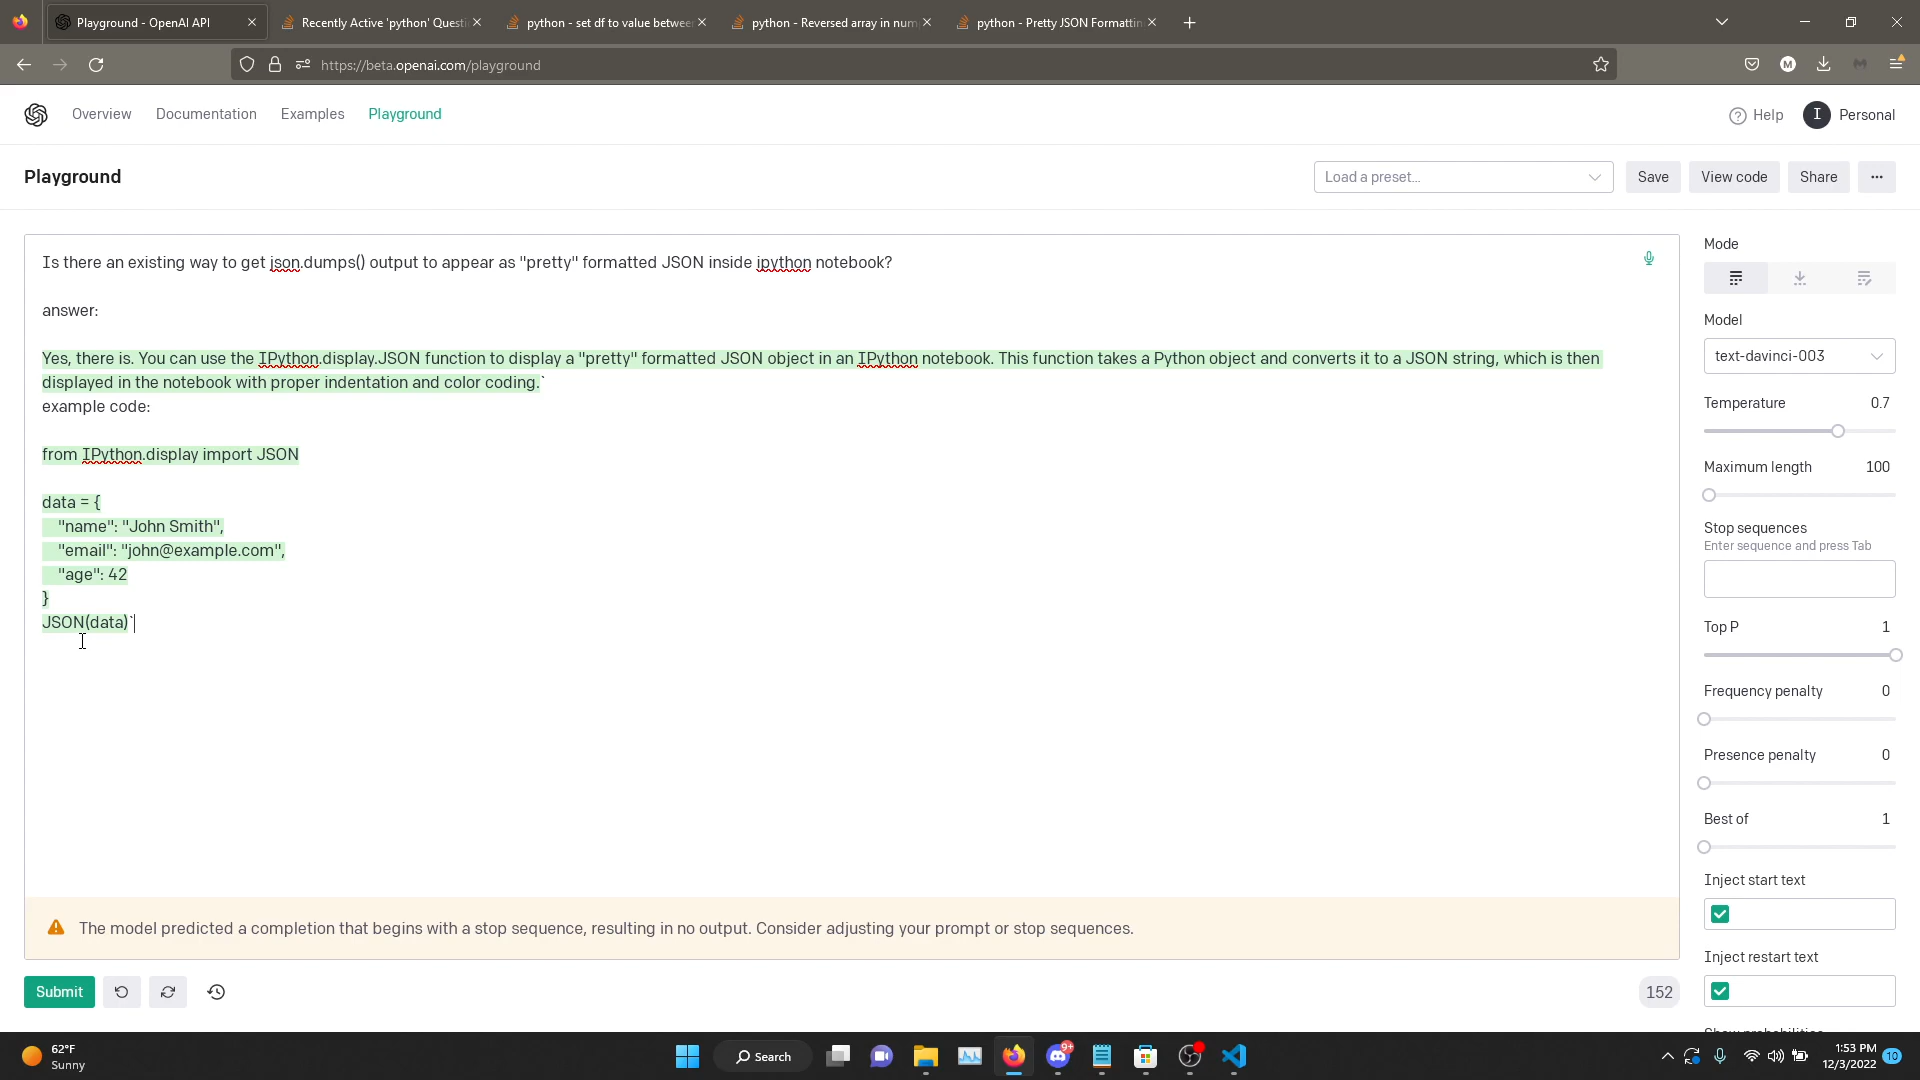 Playground - OpenAI API
Recently Active 'python' Questi
python - set df to value betwee
python - Reversed array in num
python - Pretty JSON Formattin
https://beta.openai.com/playground
M
Overview
Documentation
Examples
Playground
Help
I
Personal
Playground
Load a preset...
Save
View code
Share
...
Is there an existing way to get json.dumps() output to appear as "pretty" formatted JSON inside ipython notebook?
answer:
Yes, there is. You can use the IPython.display.JSON function to display a "pretty" formatted JSON object in an IPython notebook. This function takes a Python object and converts it to a JSON string, which is then
displayed in the notebook with proper indentation and color coding.`
example code:
from IPython.display import JSON
data = {
"name": "John Smith",
"email": "john@example.com",
"age": 42
}
JSON(data)`
The model predicted a completion that begins with a stop sequence, resulting in no output. Consider adjusting your prompt or stop sequences.
Submit
152
Mode
Model
text-davinci-003
Temperature 0.7
Maximum length 100
Stop sequences
Enter sequence and press Tab
Top P 1
Frequency penalty 0
Presence penalty 0
Best of 1
Inject start text
Inject restart text
Show probabilities
62°F
Sunny
Search
9+
1:53 PM
12/3/2022
10